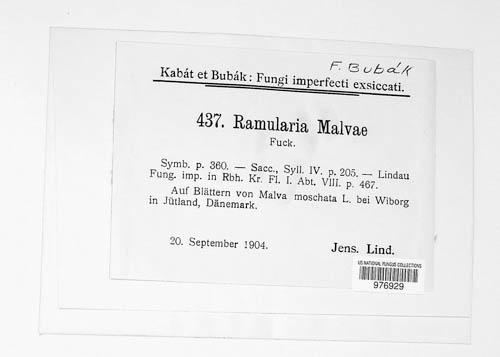 F. Bubák
Kabát et Bubák: Fungi imperfecti exsiccati.
437. Ramularia Malvae
Fuck.
Symb. p. 360. — Sacc., Syll. IV. p. 205. — Lindau
Fung. imp. in Rbh. Kr. Fl. I. Abt. VIII. p. 467.
Auf Blättern von Malva moschata L. bei Wiborg
in Jütland, Dänemark.
20. September 1904.
Jens. Lind.
US NATIONAL FUNGUS COLLECTIONS
976929